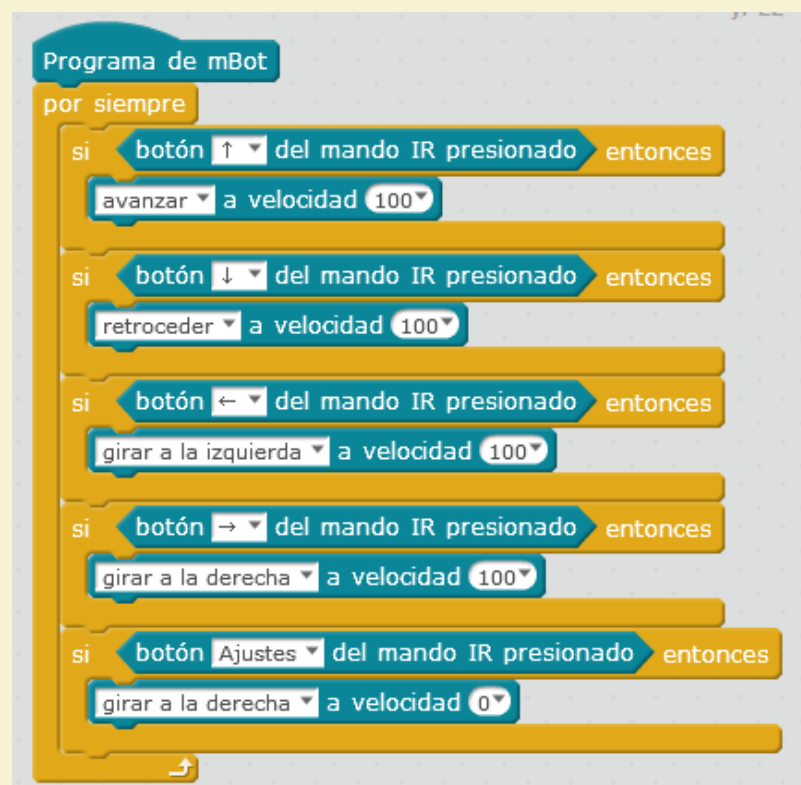 Programa de mBot
por siempre
si botón ↑ del mando IR presionado entonces
avanzar a velocidad 100
si botón ↓ del mando IR presionado entonces
retroceder a velocidad 100
si botón ← del mando IR presionado entonces
girar a la izquierda a velocidad 100
si botón → del mando IR presionado entonces
girar a la derecha a velocidad 100
si botón Ajustes del mando IR presionado entonces
girar a la derecha a velocidad 0